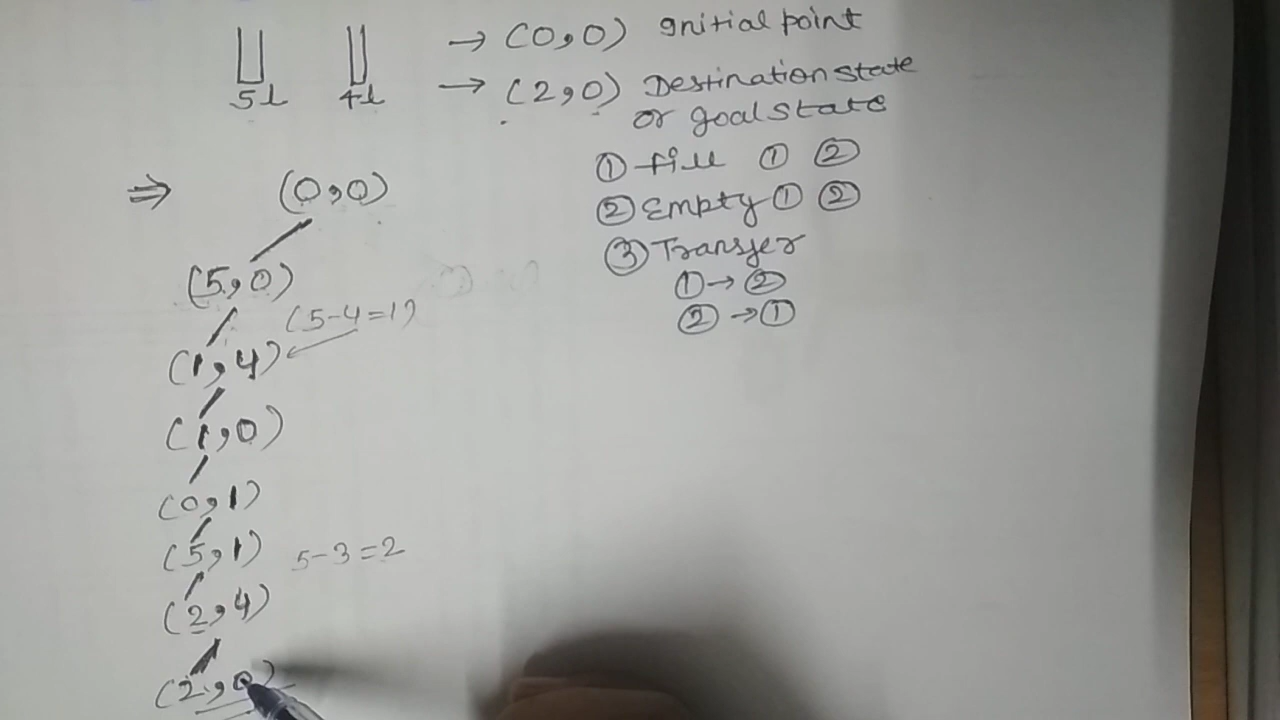 5l 4l
→ (0,0) Initial point
→ (2,0) Destination state
or goal state
① fill ① ②
② Empty ① ②
③ Transfer
① → ②
② → ①
⇒ (0,0)
(5,0)
(5-4=1)
(1,4)
(1,0)
(0,1)
(5,1) 5-3=2
(2,4)
(2,0)